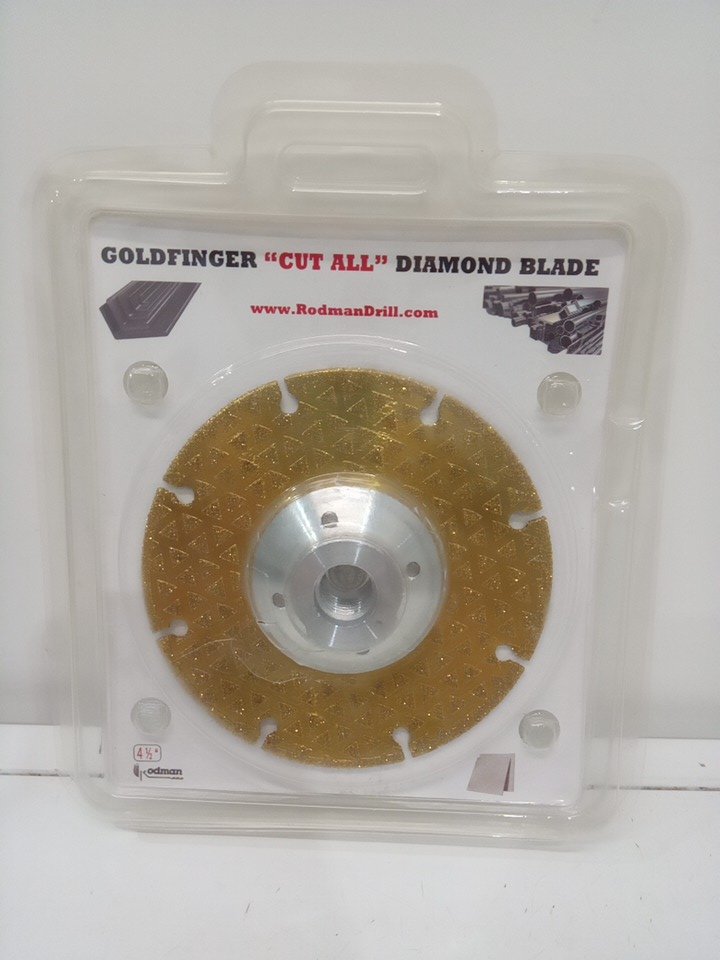 GOLDFINGER “CUT ALL” DIAMOND BLADE
www.RodmanDrill.com
4 ½"
Rodman